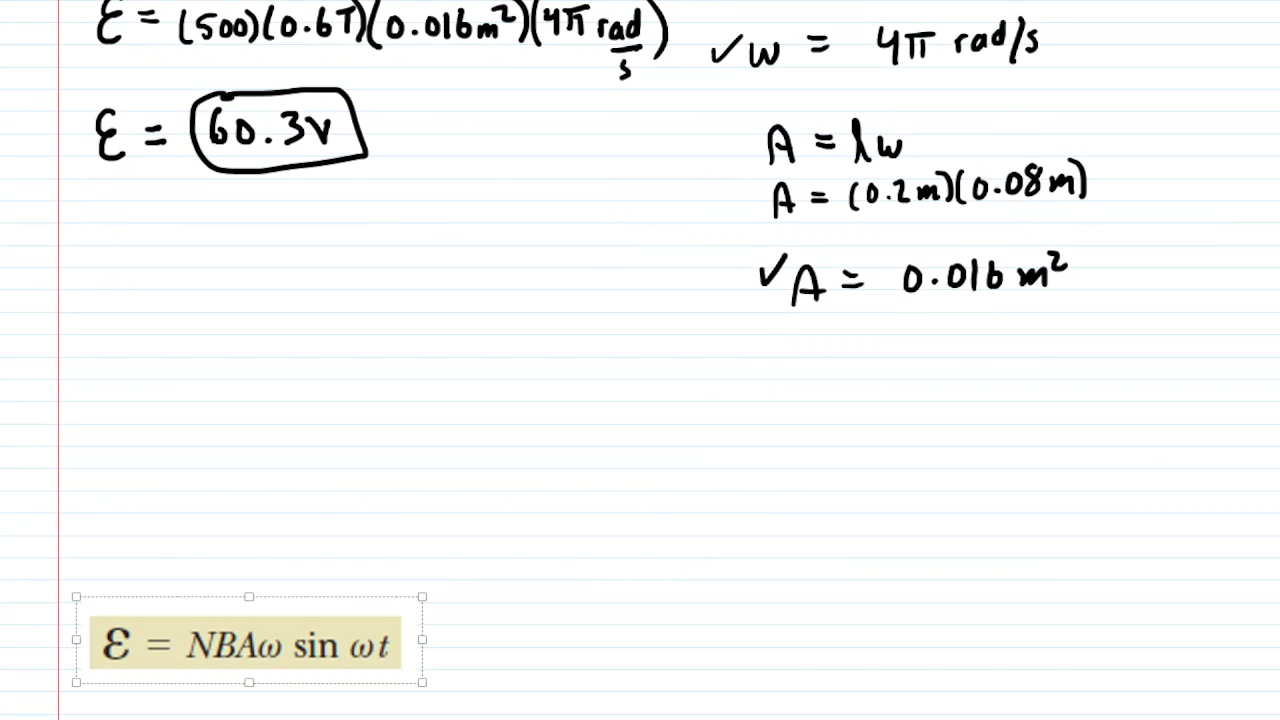 ε = (500)(0.6T)(0.016m²)(4π rad/s)
✓ω = 4π rad/s
ε = 60.3v
A = lw
A = (0.2m)(0.08m)
✓A = 0.016 m²
ε = NBAω sin ωt